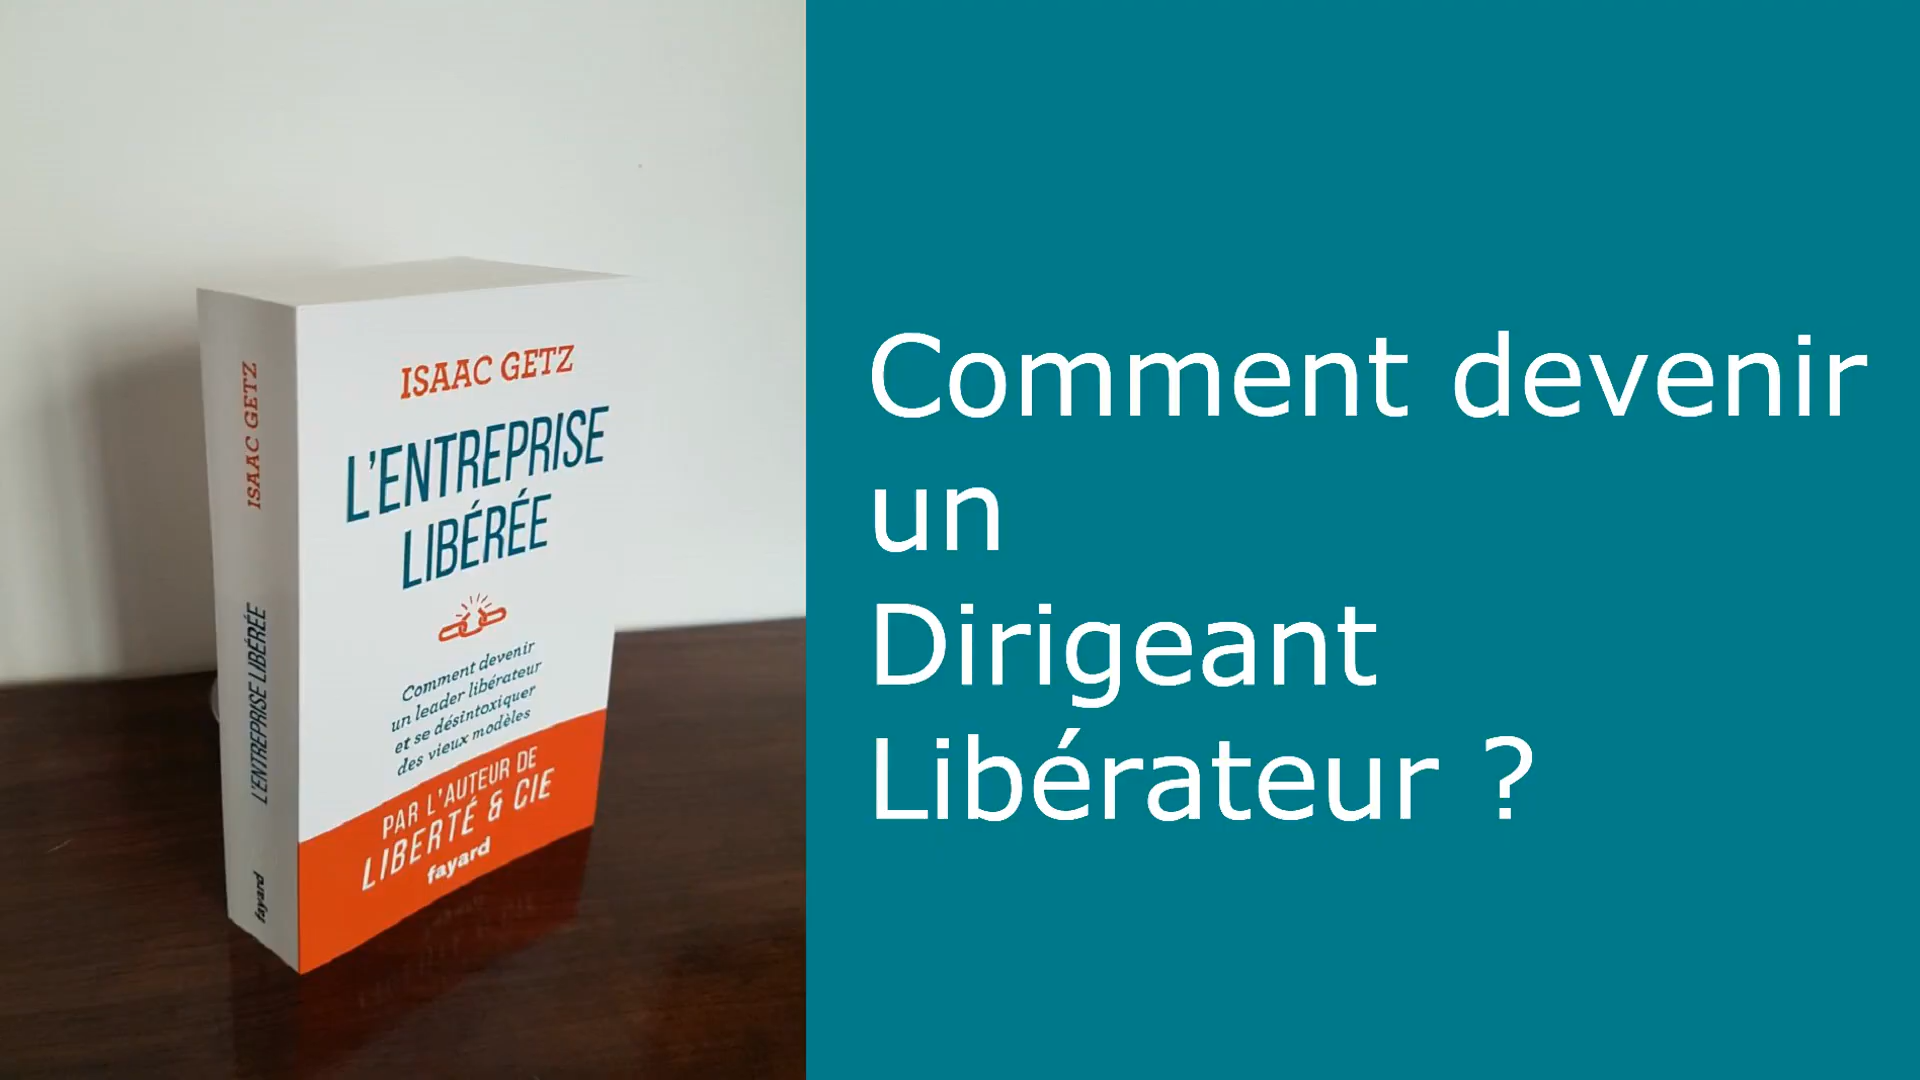 ISAAC GETZ
L'ENTREPRISE LIBÉRÉE
fayard
ISAAC GETZ
L'ENTREPRISE
LIBÉRÉE
Comment devenir
un leader libérateur
et se désintoxiquer
des vieux modèles
PAR L'AUTEUR DE
LIBERTÉ & CIE
fayard
Comment devenir
un
Dirigeant
Libérateur ?